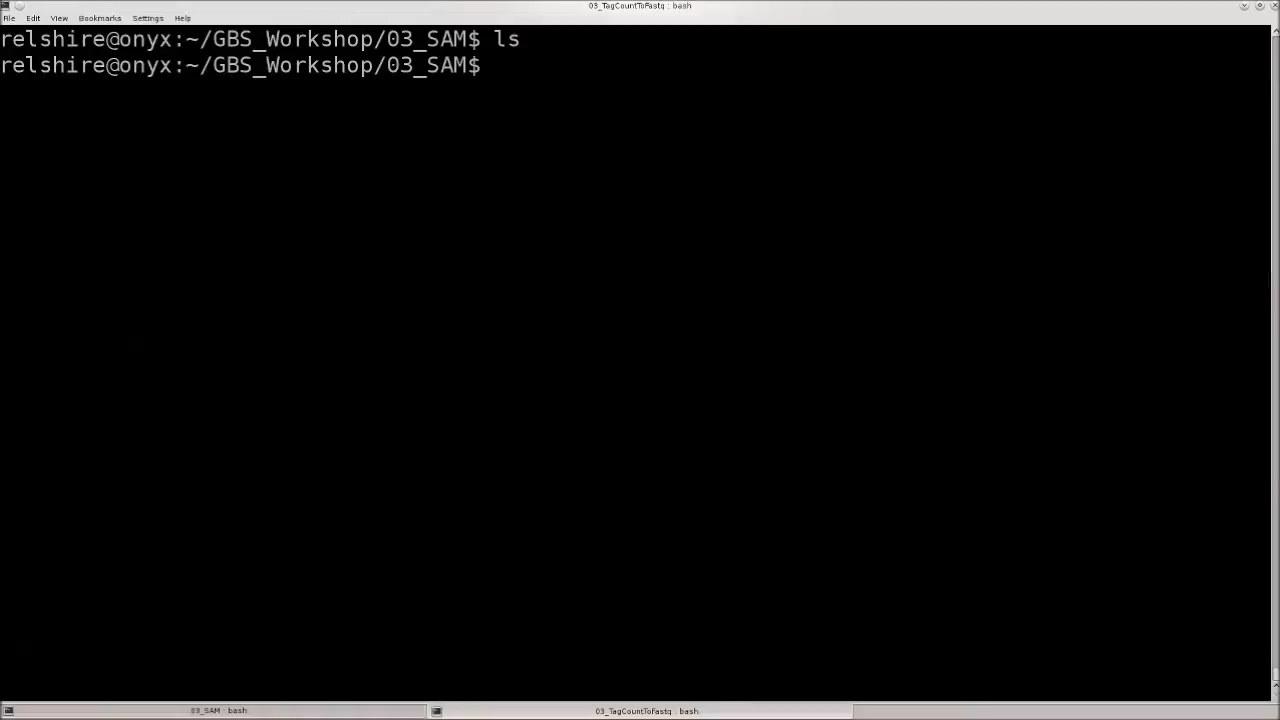 03_TagCountToFastq : bash
File Edit View Bookmarks Settings Help
relshire@onyx:~/GBS_Workshop/03_SAM$ ls
relshire@onyx:~/GBS_Workshop/03_SAM$
03_SAM : bash
03_TagCountToFastq : bash